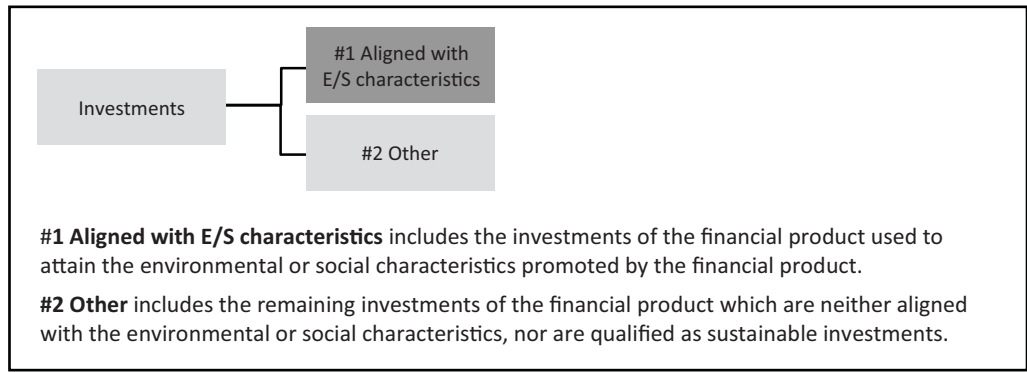 #1 Aligned with
E/S characteristics
Investments
#2 Other
#1 Aligned with E/S characteristics includes the investments of the financial product used to
attain the environmental or social characteristics promoted by the financial product.
#2 Other includes the remaining investments of the financial product which are neither aligned
with the environmental or social characteristics, nor are qualified as sustainable investments.